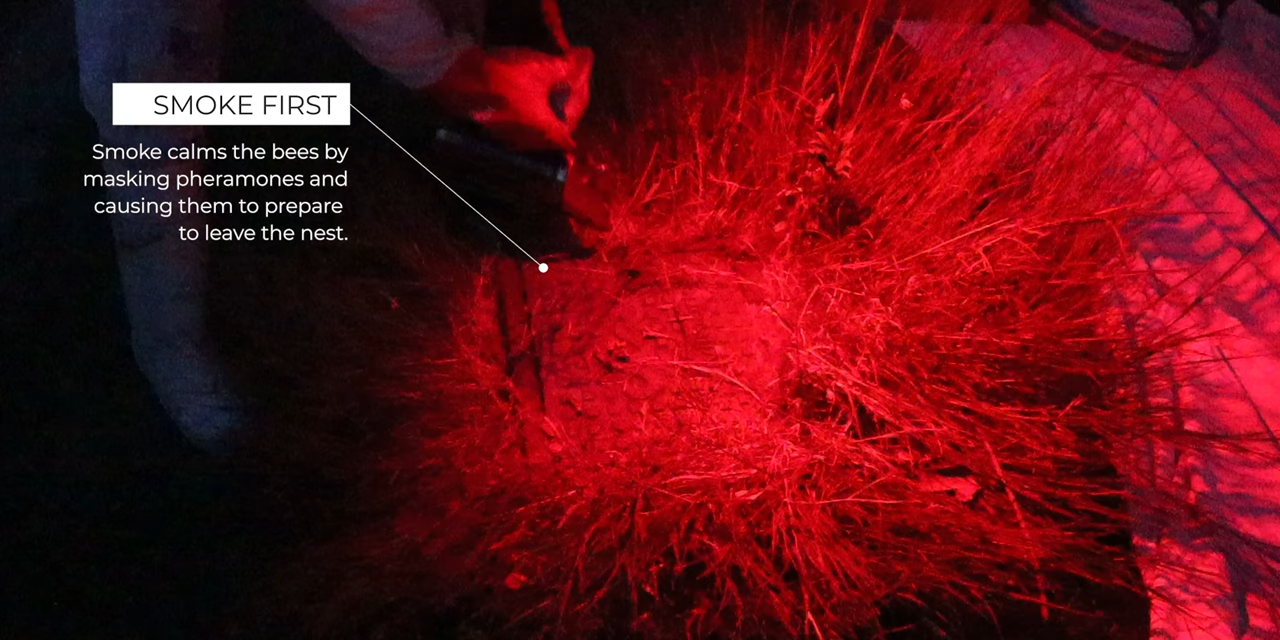 SMOKE FIRST
Smoke calms the bees by
masking pheramones and
causing them to prepare
to leave the nest.